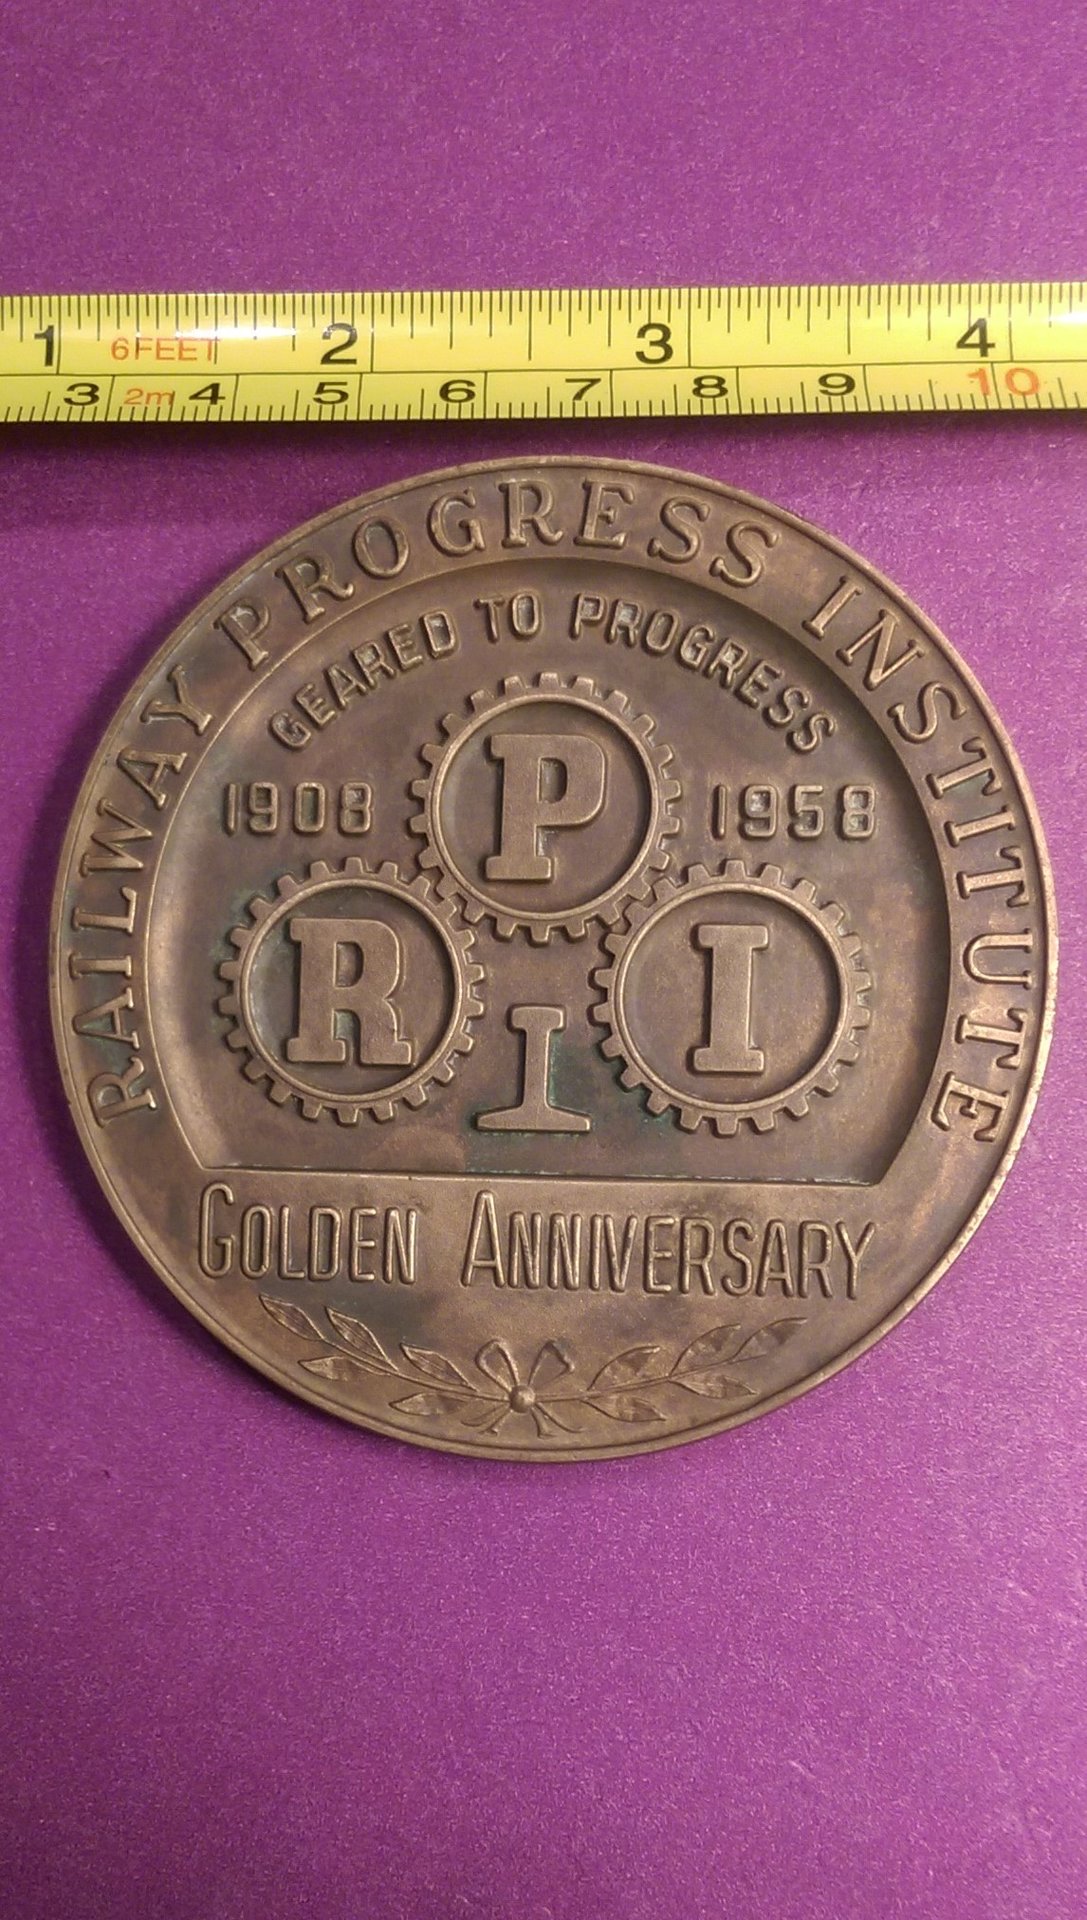 1 6FEET 2 3 4
3 2m 4 5 6 7 8 9 10
RAILWAY PROGRESS INSTITUTE
GEARED TO PROGRESS
1908 P 1958
R I
I
GOLDEN ANNIVERSARY